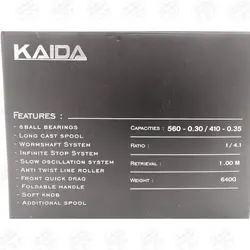 KAIDA
FEATURES :
- 6 BALL BEARINGS
- LONG CAST SPOOL
- WORMSHAFT SYSTEM
- INFINITE STOP SYSTEM
- SLOW OSCILLATION SYSTEM
- ANTI TWIST LINE ROLLER
- FRONT QUICK DRAG
- FOLDABLE HANDLE
- SOFT KNOB
- ADDITIONAL SPOOL
CAPACITIES : 560 - 0.30 / 410 - 0.35
RATIO : 1 / 4.1
RETRIEVAL : 1.00 M
WEIGHT : 640G